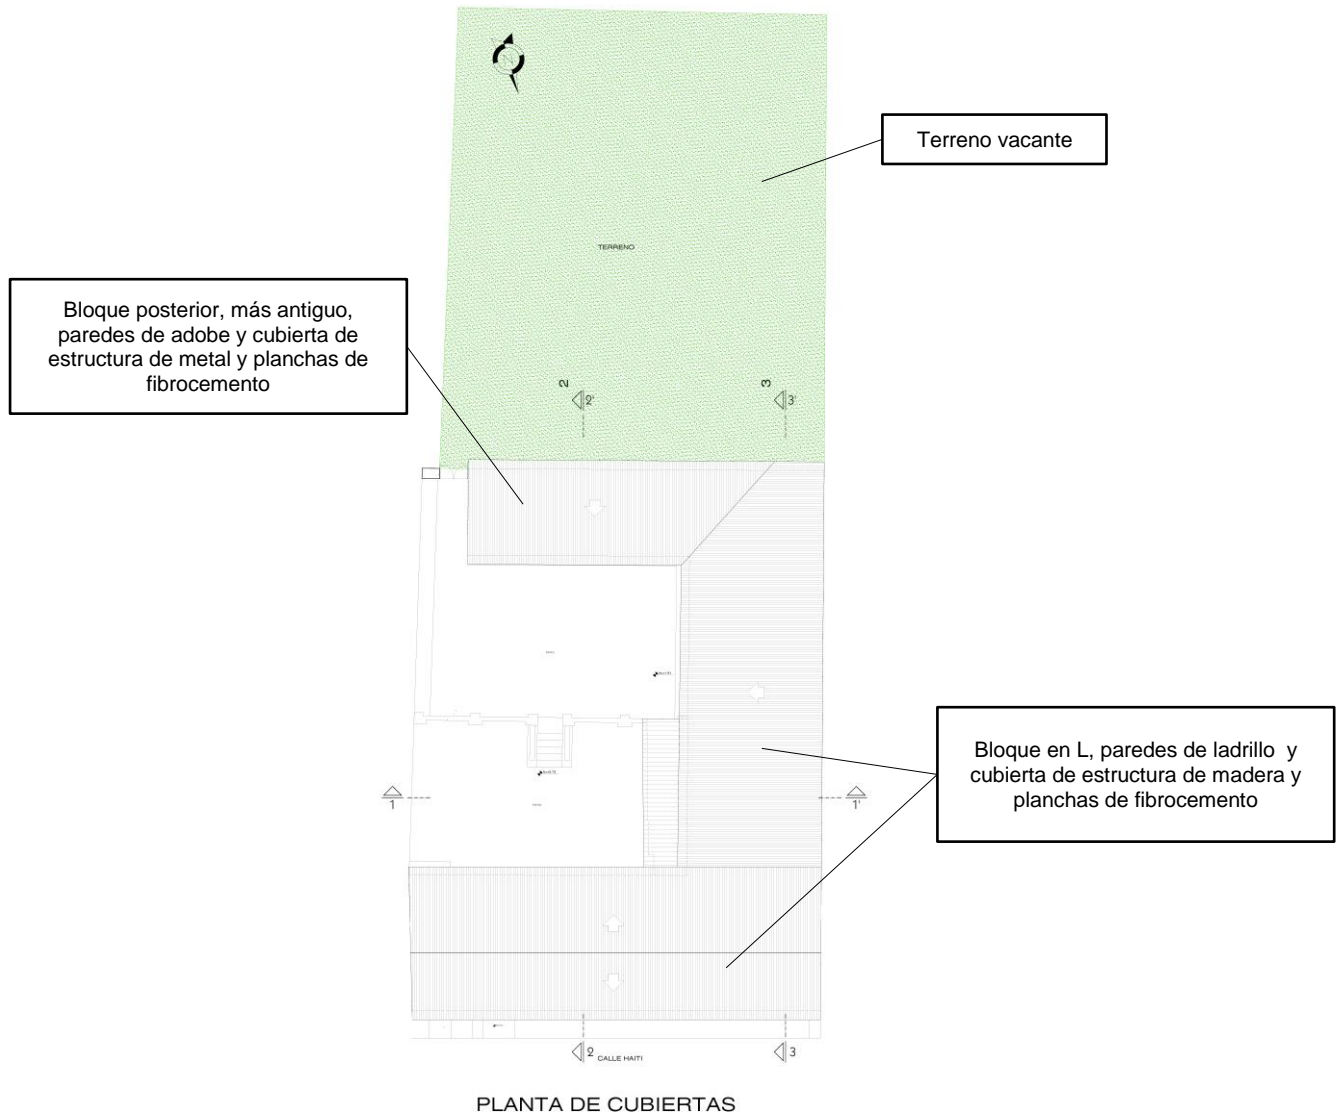 N
Terreno vacante
TERRENO
Bloque posterior, más antiguo,
paredes de adobe y cubierta de
estructura de metal y planchas de
fibrocemento
2
2'
3
3'
Bloque en L, paredes de ladrillo y
cubierta de estructura de madera y
planchas de fibrocemento
1
1'
2
CALLE HAITI
3
PLANTA DE CUBIERTAS